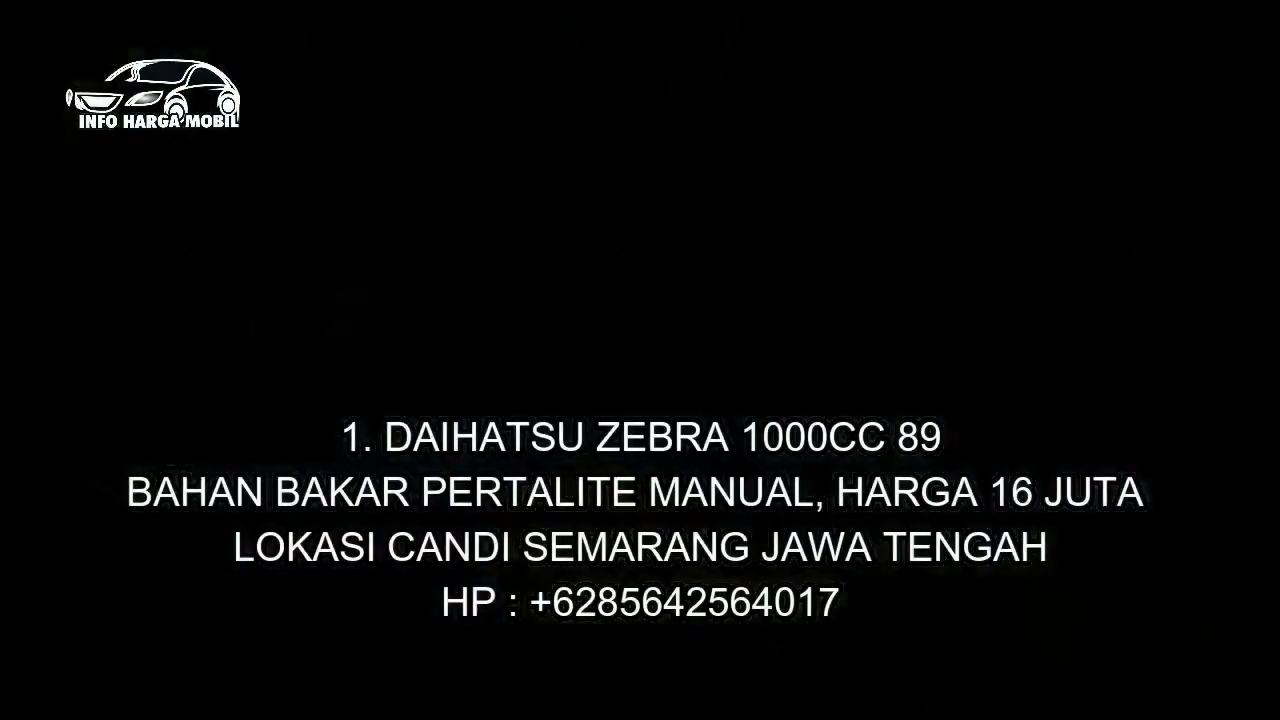 INFO HARGA MOBIL
1. DAIHATSU ZEBRA 1000CC 89
BAHAN BAKAR PERTALITE MANUAL, HARGA 16 JUTA
LOKASI CANDI SEMARANG JAWA TENGAH
HP : +6285642564017